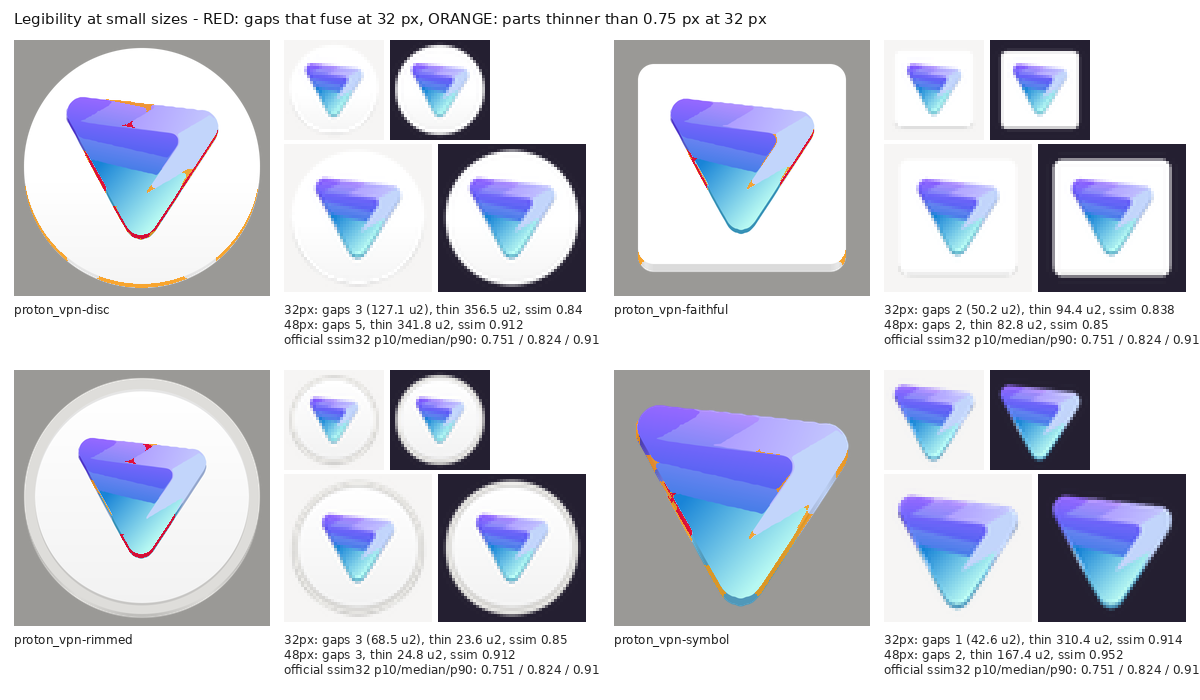 Legibility at small sizes - RED: gaps that fuse at 32 px, ORANGE: parts thinner than 0.75 px at 32 px
proton_vpn-disc
32px: gaps 3 (127.1 u2), thin 356.5 u2, ssim 0.84
48px: gaps 5, thin 341.8 u2, ssim 0.912
official ssim32 p10/median/p90: 0.751 / 0.824 / 0.91
proton_vpn-faithful
32px: gaps 2 (50.2 u2), thin 94.4 u2, ssim 0.838
48px: gaps 2, thin 82.8 u2, ssim 0.85
official ssim32 p10/median/p90: 0.751 / 0.824 / 0.91
proton_vpn-rimmed
32px: gaps 3 (68.5 u2), thin 23.6 u2, ssim 0.85
48px: gaps 3, thin 24.8 u2, ssim 0.912
official ssim32 p10/median/p90: 0.751 / 0.824 / 0.91
proton_vpn-symbol
32px: gaps 1 (42.6 u2), thin 310.4 u2, ssim 0.914
48px: gaps 2, thin 167.4 u2, ssim 0.952
official ssim32 p10/median/p90: 0.751 / 0.824 / 0.91